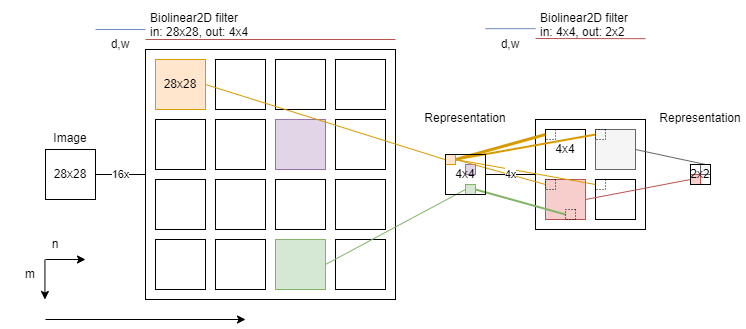 Biolinear2D filter
in: 28x28, out: 4x4
d,w
Biolinear2D filter
in: 4x4, out: 2x2
d,w
28x28
Representation
Representation
Image
28x28
16x
4x4
4x
4x4
2x2
n
m